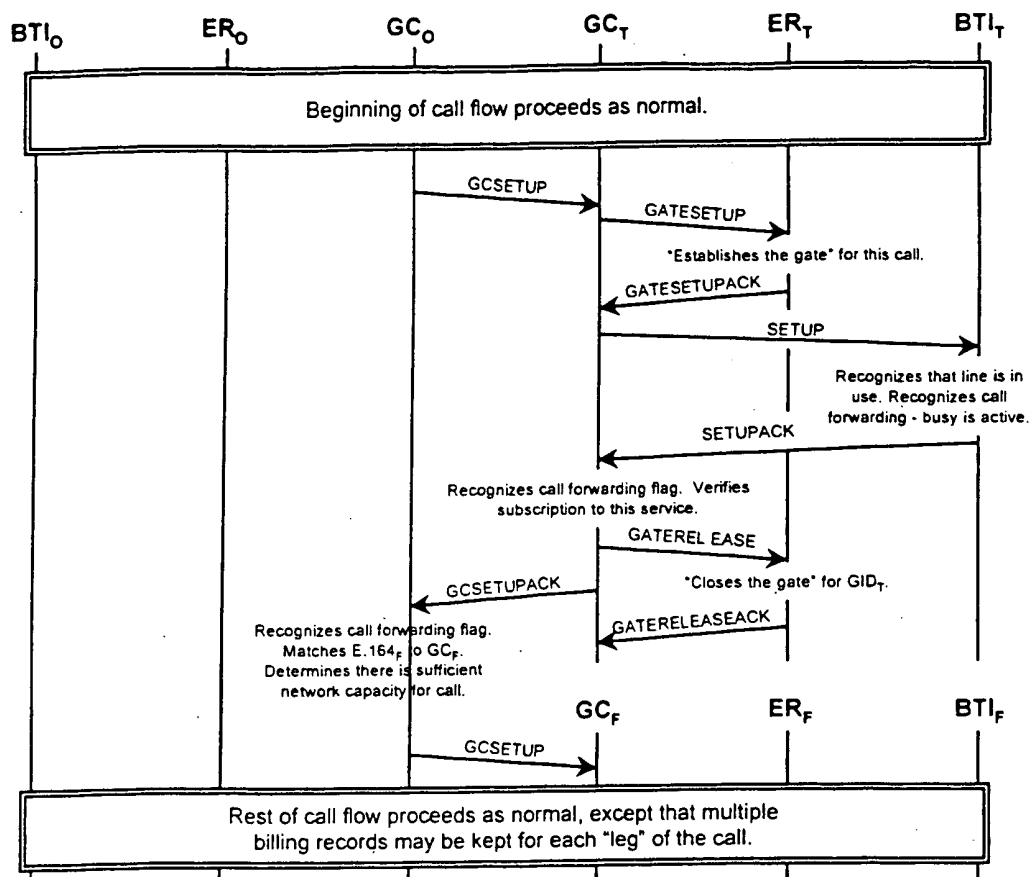 BTI_O ER_O GC_O GC_T ER_T BTI_T
Beginning of call flow proceeds as normal.
GCSETUP
GATESETUP
"Establishes the gate" for this call.
GATESETUPACK
SETUP
Recognizes that line is in
use. Recognizes call
forwarding - busy is active.
SETUPACK
Recognizes call forwarding flag. Verifies
subscription to this service.
GATEREL EASE
"Closes the gate" for GID_T.
GCSETUPACK
GATERELEASEACK
Recognizes call forwarding flag.
Matches E.164_F to GC_F.
Determines there is sufficient
network capacity for call.
GC_F ER_F BTI_F
GCSETUP
Rest of call flow proceeds as normal, except that multiple
billing records may be kept for each "leg" of the call.